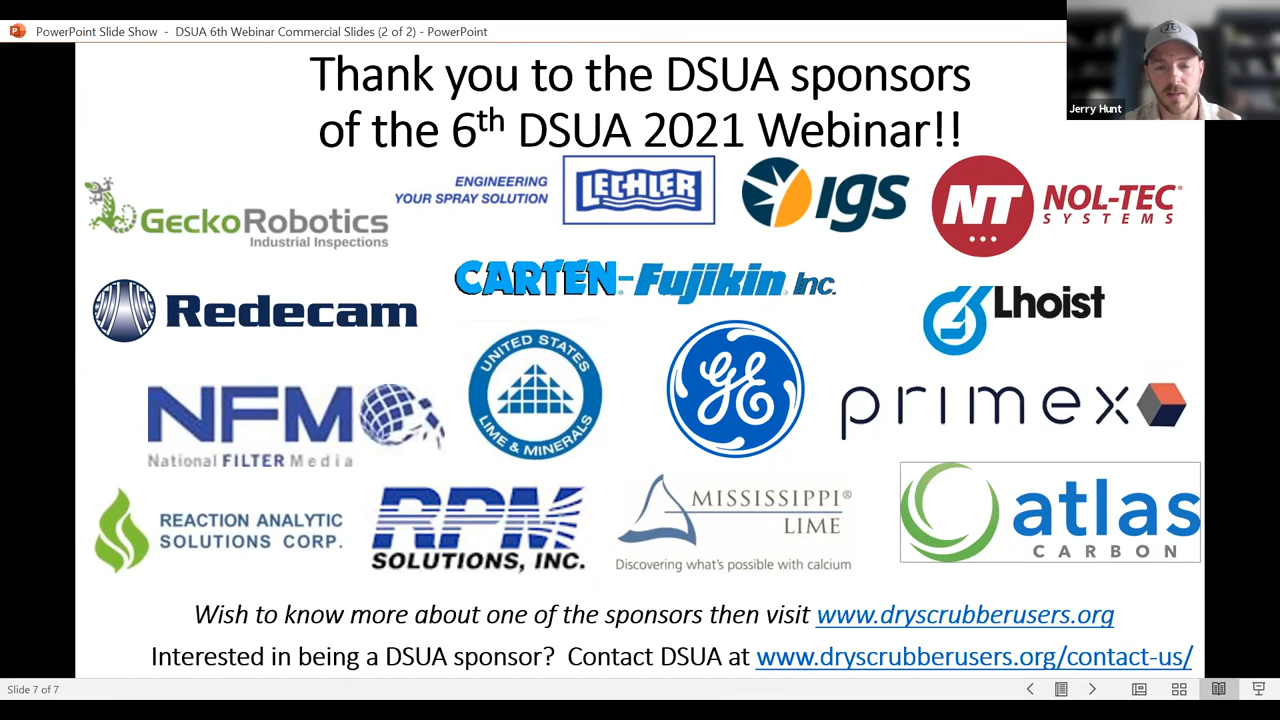 PowerPoint Slide Show - DSUA 6th Webinar Commercial Slides (2 of 2) - PowerPoint
Jerry Hunt
Thank you to the DSUA sponsors
of the 6th DSUA 2021 Webinar!!
GeckoRobotics
Industrial Inspections
ENGINEERING
YOUR SPRAY SOLUTION
LECHLER
IGS
NT
NOL-TEC®
SYSTEMS
CARTEN®-Fujikin® Inc.
Redecam
Lhoist
NFM
National FILTER Media
UNITED STATES
LIME & MINERALS
GE
primex
REACTION ANALYTIC
SOLUTIONS CORP.
RPM
SOLUTIONS, INC.
MISSISSIPPI®
LIME
Discovering what's possible with calcium
atlas
CARBON
Wish to know more about one of the sponsors then visit www.dryscrubberusers.org
Interested in being a DSUA sponsor? Contact DSUA at www.dryscrubberusers.org/contact-us/
Slide 7 of 7